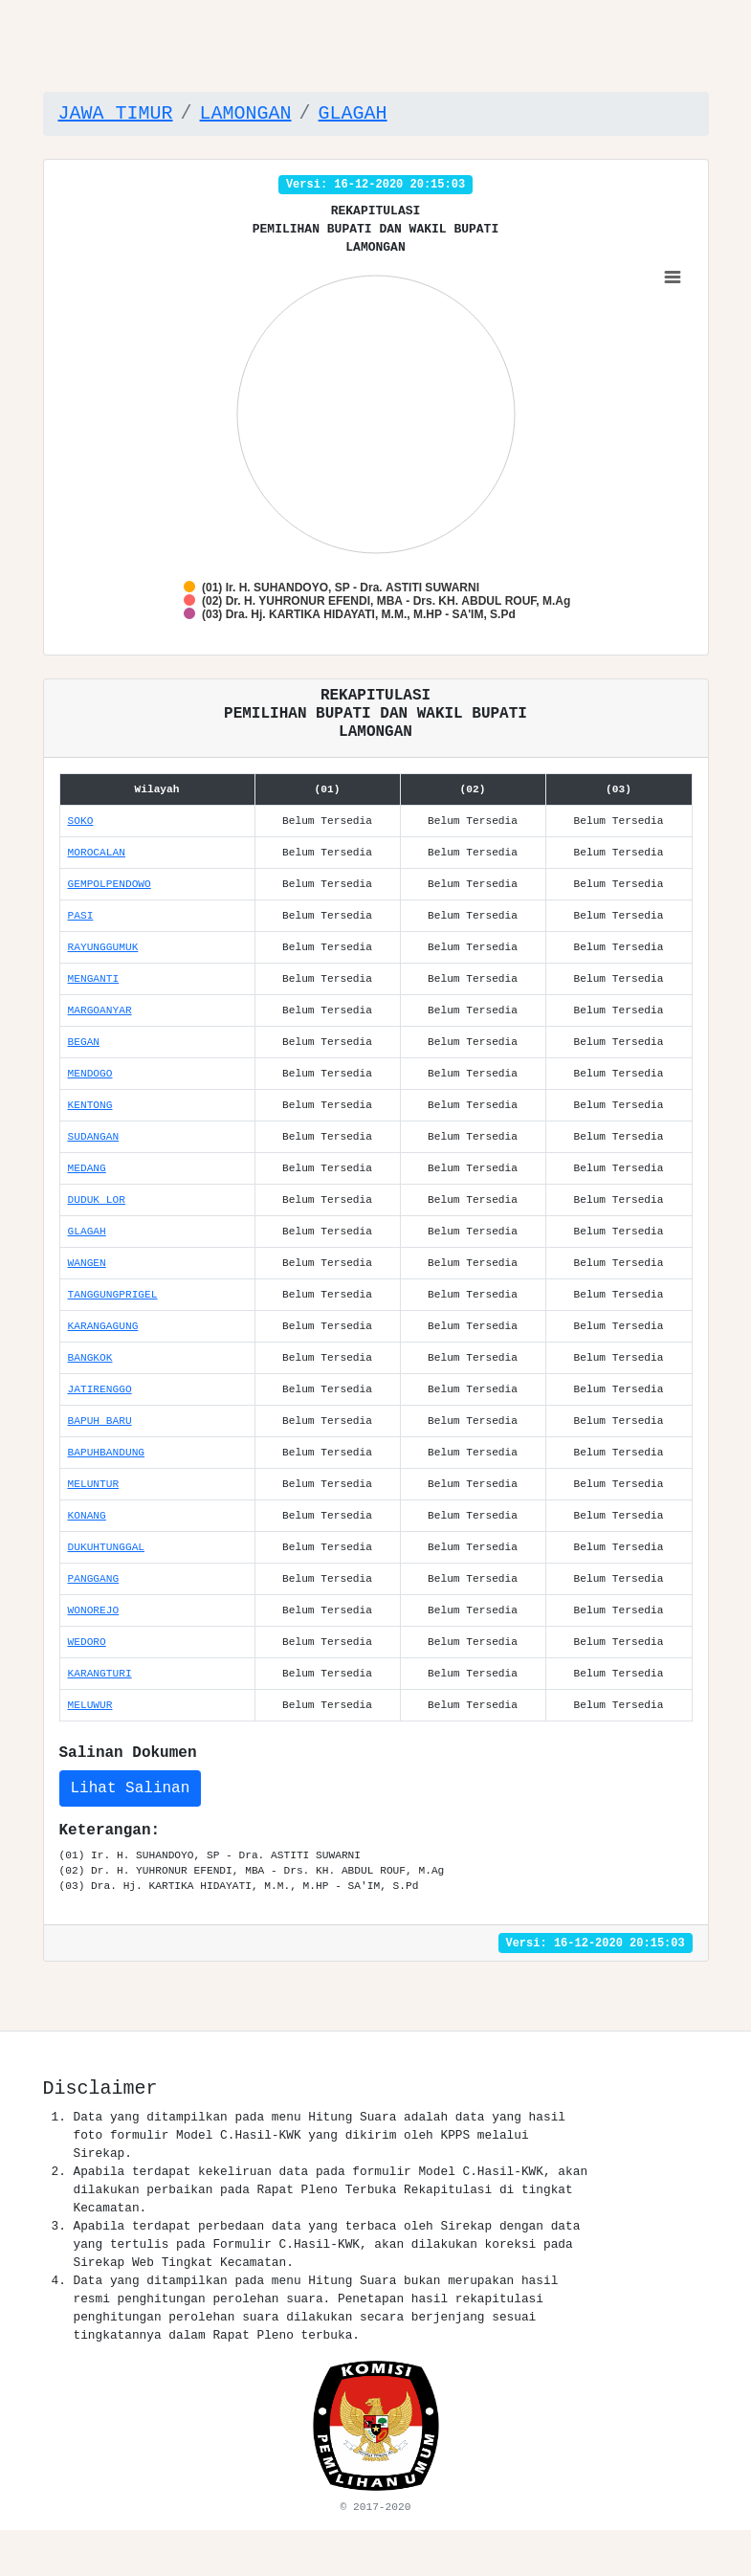 JAWA TIMUR / LAMONGAN / GLAGAH
Versi: 16-12-2020 20:15:03
REKAPITULASI
PEMILIHAN BUPATI DAN WAKIL BUPATI
LAMONGAN
(01) Ir. H. SUHANDOYO, SP - Dra. ASTITI SUWARNI
(02) Dr. H. YUHRONUR EFENDI, MBA - Drs. KH. ABDUL ROUF, M.Ag
(03) Dra. Hj. KARTIKA HIDAYATI, M.M., M.HP - SA'IM, S.Pd
REKAPITULASI
PEMILIHAN BUPATI DAN WAKIL BUPATI
LAMONGAN
Wilayah (01) (02) (03)
SOKO Belum Tersedia Belum Tersedia Belum Tersedia
MOROCALAN Belum Tersedia Belum Tersedia Belum Tersedia
GEMPOLPENDOWO Belum Tersedia Belum Tersedia Belum Tersedia
PASI Belum Tersedia Belum Tersedia Belum Tersedia
RAYUNGGUMUK Belum Tersedia Belum Tersedia Belum Tersedia
MENGANTI Belum Tersedia Belum Tersedia Belum Tersedia
MARGOANYAR Belum Tersedia Belum Tersedia Belum Tersedia
BEGAN Belum Tersedia Belum Tersedia Belum Tersedia
MENDOGO Belum Tersedia Belum Tersedia Belum Tersedia
KENTONG Belum Tersedia Belum Tersedia Belum Tersedia
SUDANGAN Belum Tersedia Belum Tersedia Belum Tersedia
MEDANG Belum Tersedia Belum Tersedia Belum Tersedia
DUDUK LOR Belum Tersedia Belum Tersedia Belum Tersedia
GLAGAH Belum Tersedia Belum Tersedia Belum Tersedia
WANGEN Belum Tersedia Belum Tersedia Belum Tersedia
TANGGUNGPRIGEL Belum Tersedia Belum Tersedia Belum Tersedia
KARANGAGUNG Belum Tersedia Belum Tersedia Belum Tersedia
BANGKOK Belum Tersedia Belum Tersedia Belum Tersedia
JATIRENGGO Belum Tersedia Belum Tersedia Belum Tersedia
BAPUH BARU Belum Tersedia Belum Tersedia Belum Tersedia
BAPUHBANDUNG Belum Tersedia Belum Tersedia Belum Tersedia
MELUNTUR Belum Tersedia Belum Tersedia Belum Tersedia
KONANG Belum Tersedia Belum Tersedia Belum Tersedia
DUKUHTUNGGAL Belum Tersedia Belum Tersedia Belum Tersedia
PANGGANG Belum Tersedia Belum Tersedia Belum Tersedia
WONOREJO Belum Tersedia Belum Tersedia Belum Tersedia
WEDORO Belum Tersedia Belum Tersedia Belum Tersedia
KARANGTURI Belum Tersedia Belum Tersedia Belum Tersedia
MELUWUR Belum Tersedia Belum Tersedia Belum Tersedia
Salinan Dokumen
Lihat Salinan
Keterangan:
(01) Ir. H. SUHANDOYO, SP - Dra. ASTITI SUWARNI
(02) Dr. H. YUHRONUR EFENDI, MBA - Drs. KH. ABDUL ROUF, M.Ag
(03) Dra. Hj. KARTIKA HIDAYATI, M.M., M.HP - SA'IM, S.Pd
Versi: 16-12-2020 20:15:03
Disclaimer
1. Data yang ditampilkan pada menu Hitung Suara adalah data yang hasil
foto formulir Model C.Hasil-KWK yang dikirim oleh KPPS melalui
Sirekap.
2. Apabila terdapat kekeliruan data pada formulir Model C.Hasil-KWK, akan
dilakukan perbaikan pada Rapat Pleno Terbuka Rekapitulasi di tingkat
Kecamatan.
3. Apabila terdapat perbedaan data yang terbaca oleh Sirekap dengan data
yang tertulis pada Formulir C.Hasil-KWK, akan dilakukan koreksi pada
Sirekap Web Tingkat Kecamatan.
4. Data yang ditampilkan pada menu Hitung Suara bukan merupakan hasil
resmi penghitungan perolehan suara. Penetapan hasil rekapitulasi
penghitungan perolehan suara dilakukan secara berjenjang sesuai
tingkatannya dalam Rapat Pleno terbuka.
KOMISI
PEMILIHAN UMUM
© 2017-2020